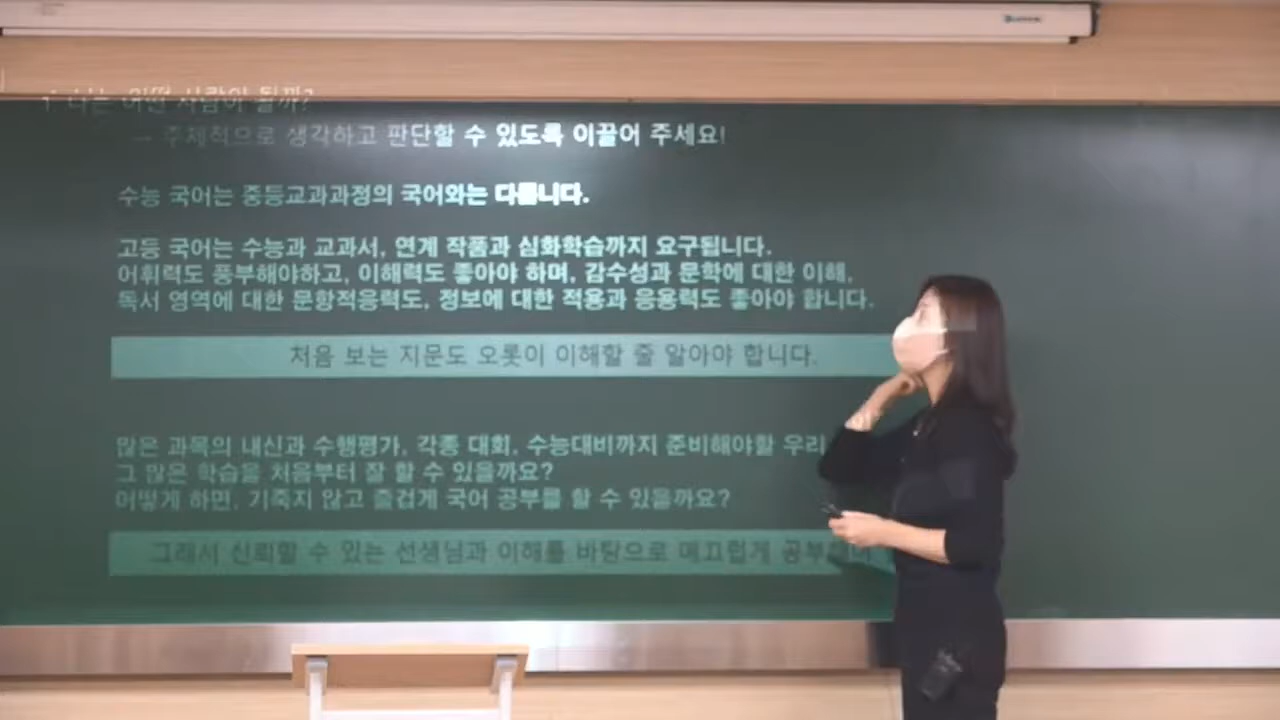 나는 어떤 사람이 될까?
→ 주체적으로 생각하고 판단할 수 있도록 이끌어 주세요!
수능 국어는 중등교과과정의 국어와는 다릅니다.
고등 국어는 수능과 교과서, 연계 작품과 심화학습까지 요구됩니다.
어휘력도 풍부해야하고, 이해력도 좋아야 하며, 감수성과 문학에 대한 이해,
독서 영역에 대한 문항적응력도, 정보에 대한 적용과 응용력도 좋아야 합니다.
처음 보는 지문도 오롯이 이해할 줄 알아야 합니다.
많은 과목의 내신과 수행평가, 각종 대회, 수능대비까지 준비해야할 우리
그 많은 학습을 처음부터 잘 할 수 있을까요?
어떻게 하면, 기죽지 않고 즐겁게 국어 공부를 할 수 있을까요?
그래서 신뢰할 수 있는 선생님과 이해를 바탕으로 매끄럽게